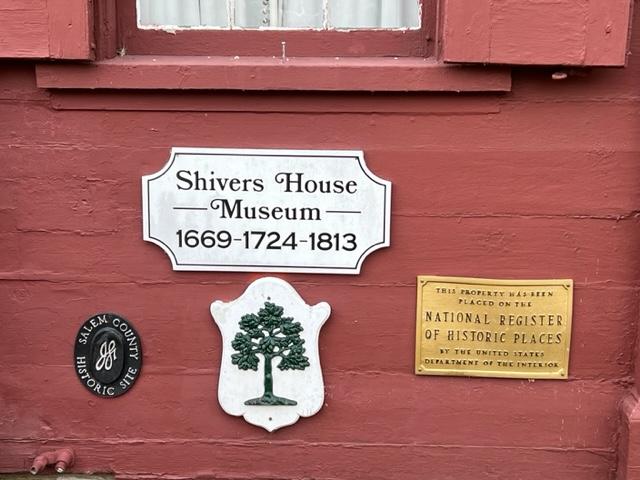 Shivers House
Museum
1669-1724-1813
SALEM COUNTY
HISTORIC SITE
THIS PROPERTY HAS BEEN
PLACED ON THE
NATIONAL REGISTER
OF HISTORIC PLACES
BY THE UNITED STATES
DEPARTMENT OF THE INTERIOR